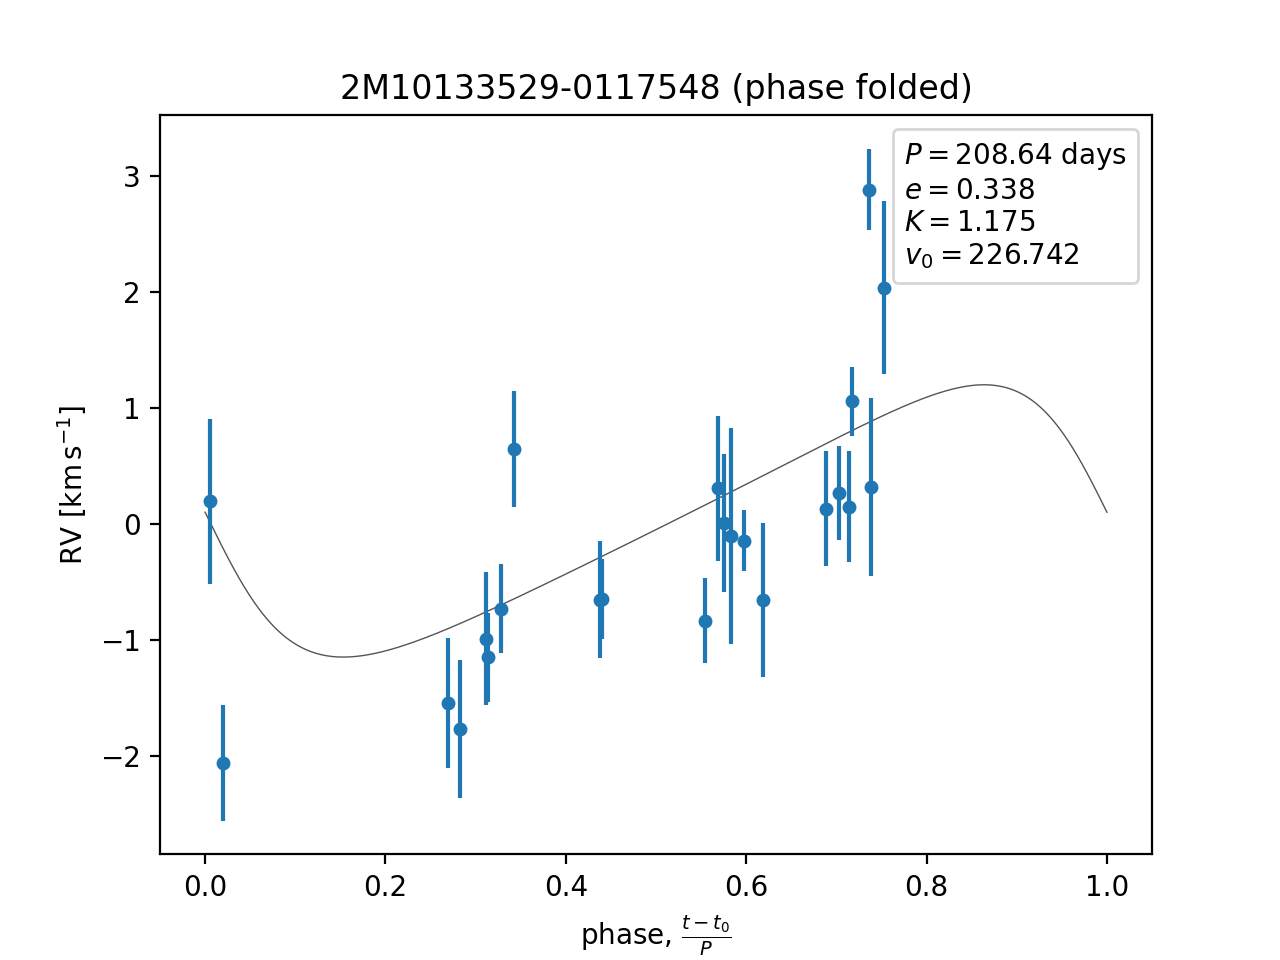 2M10133529-0117548 (phase folded)
P = 208.64 days
e = 0.338
K = 1.175
v₀ = 226.742
3
2
1
0
−1
−2
RV [km s⁻¹]
0.0 0.2 0.4 0.6 0.8 1.0
phase, (t − t₀)/P